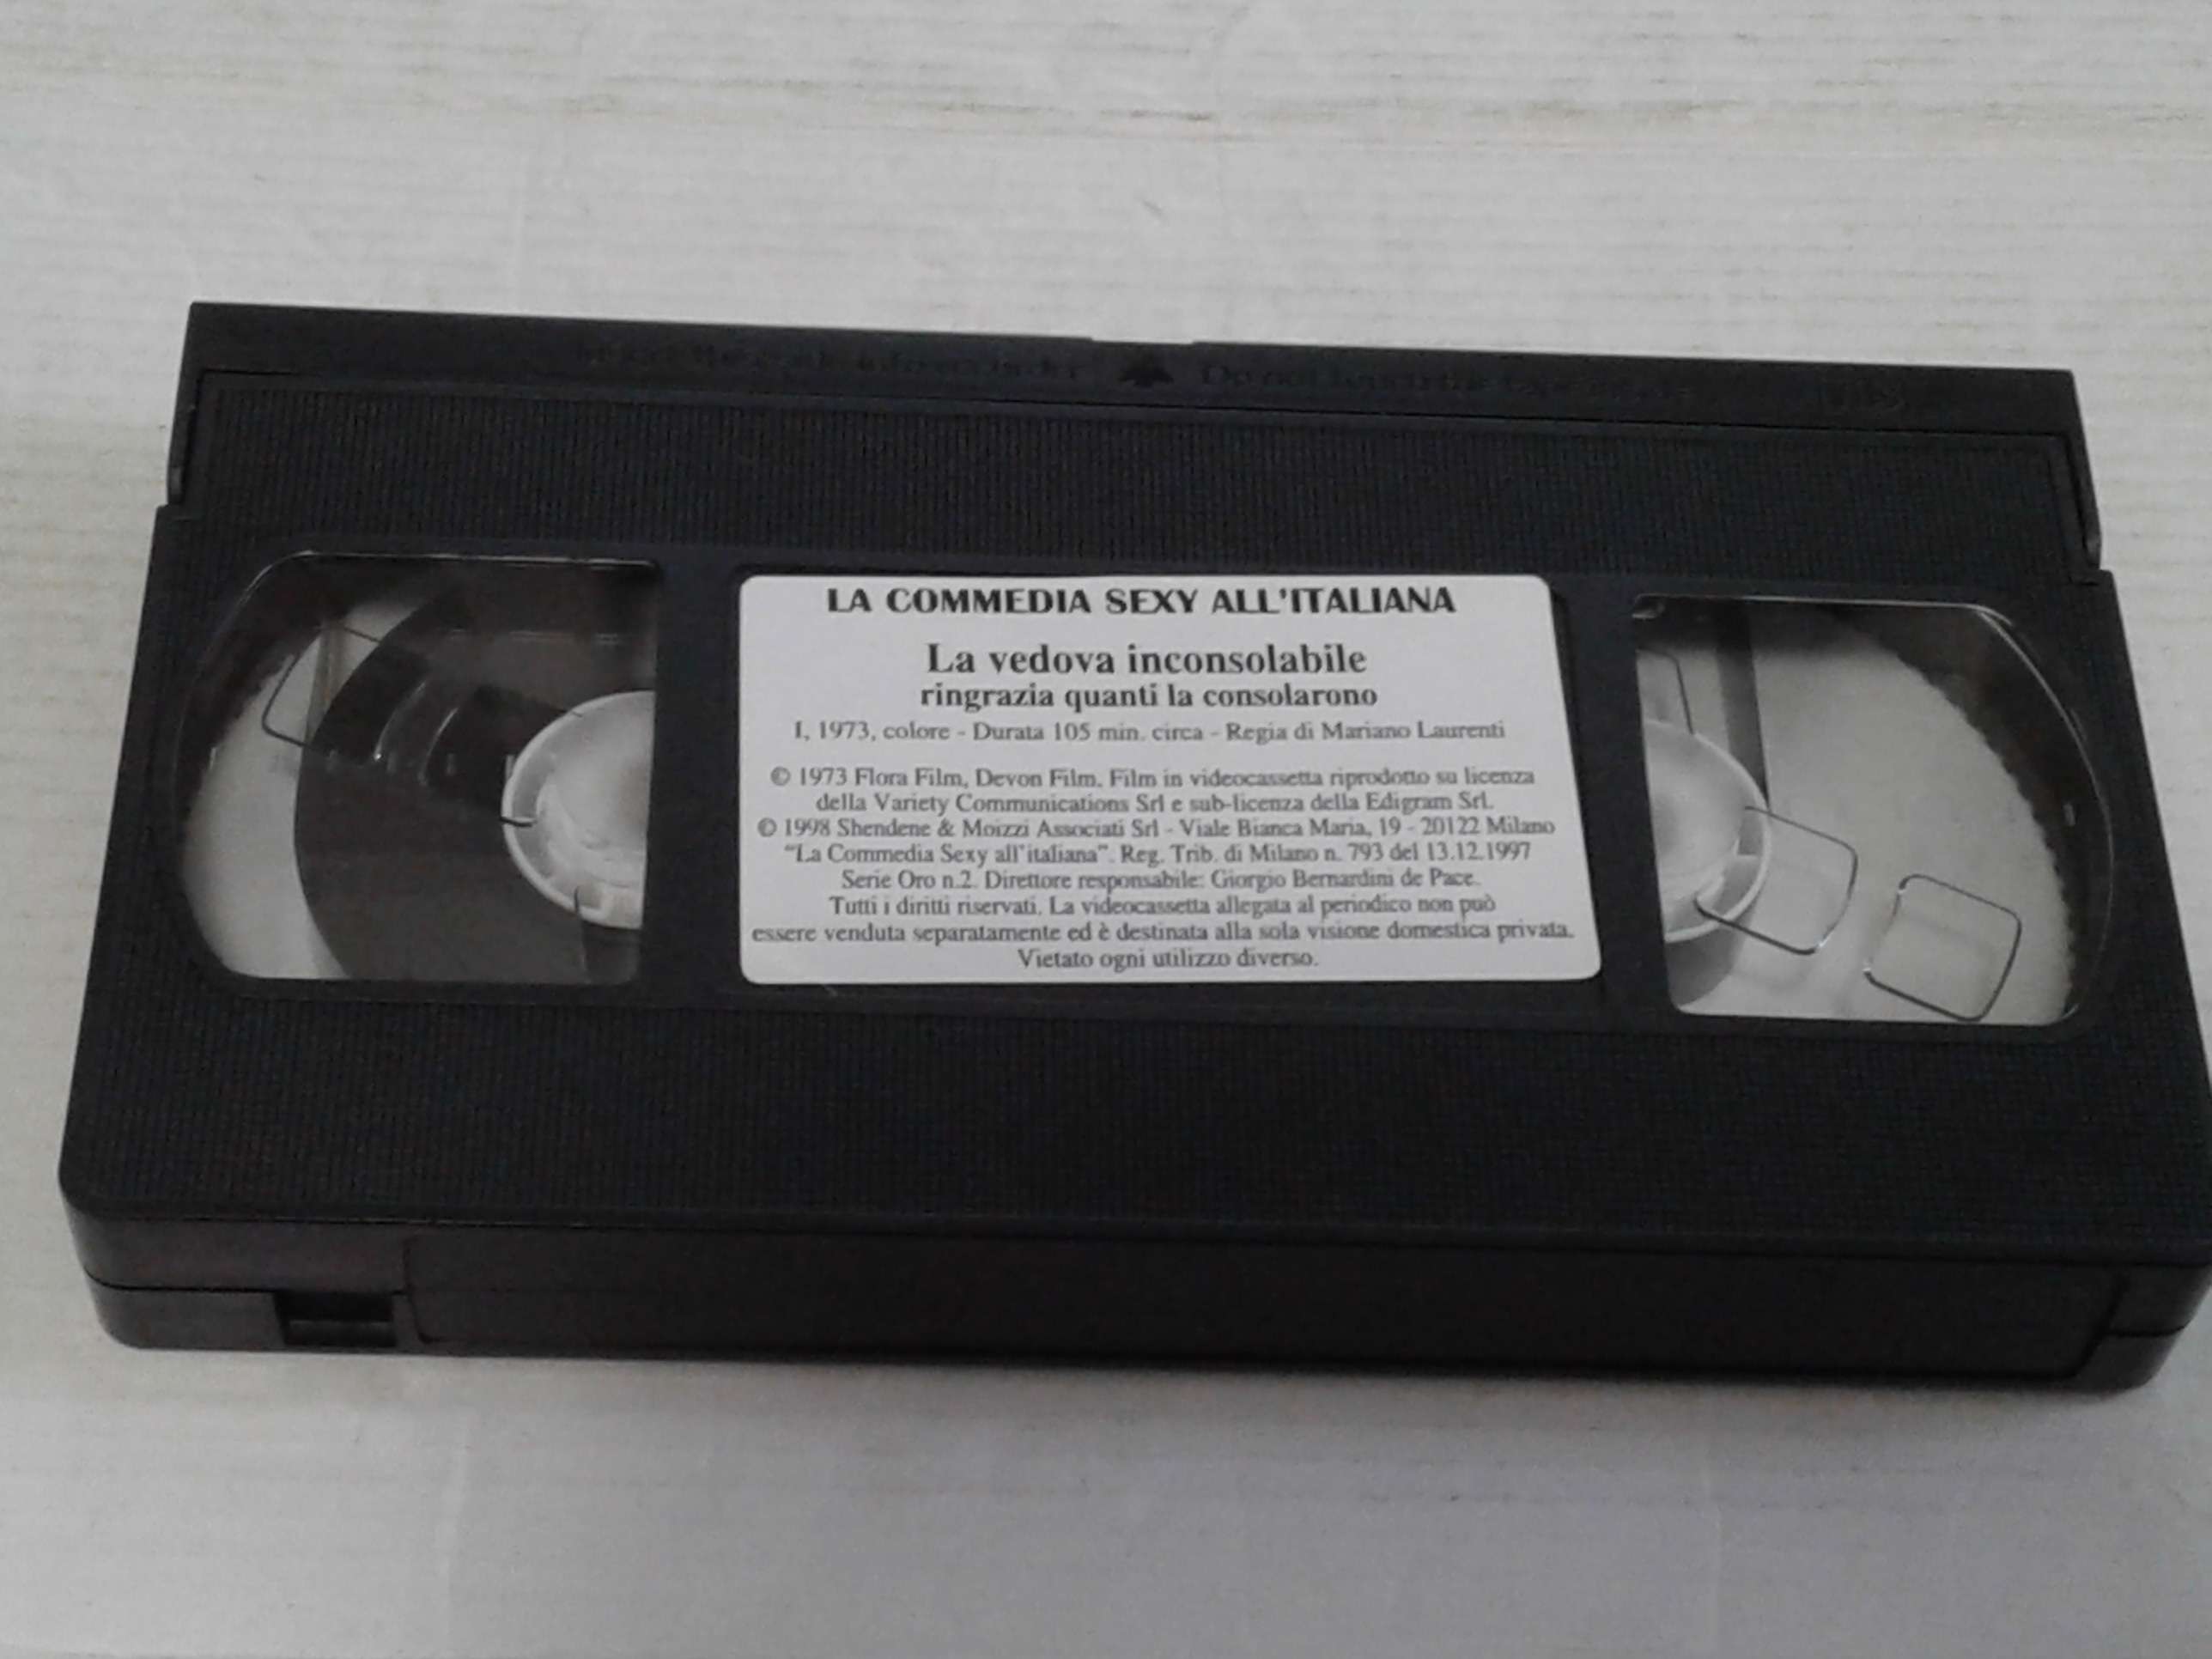 LA COMMEDIA SEXY ALL'ITALIANA
La vedova inconsolabile
ringrazia quanti la consolarono
I, 1973, colore - Durata 105 min. circa - Regia di Mariano Laurenti
© 1973 Flora Film, Devon Film. Film in videocassetta riprodotto su licenza
della Variety Communications Srl e sub-licenza della Edigram Srl.
© 1998 Shendene & Moizzi Associati Srl - Viale Bianca Maria, 19 - 20122 Milano
"La Commedia Sexy all'italiana". Reg. Trib. di Milano n. 793 del 13.12.1997
Serie Oro n.2. Direttore responsabile: Giorgio Bernardini de Pace.
Tutti i diritti riservati. La videocassetta allegata al periodico non può
essere venduta separatamente ed è destinata alla sola visione domestica privata.
Vietato ogni utilizzo diverso.